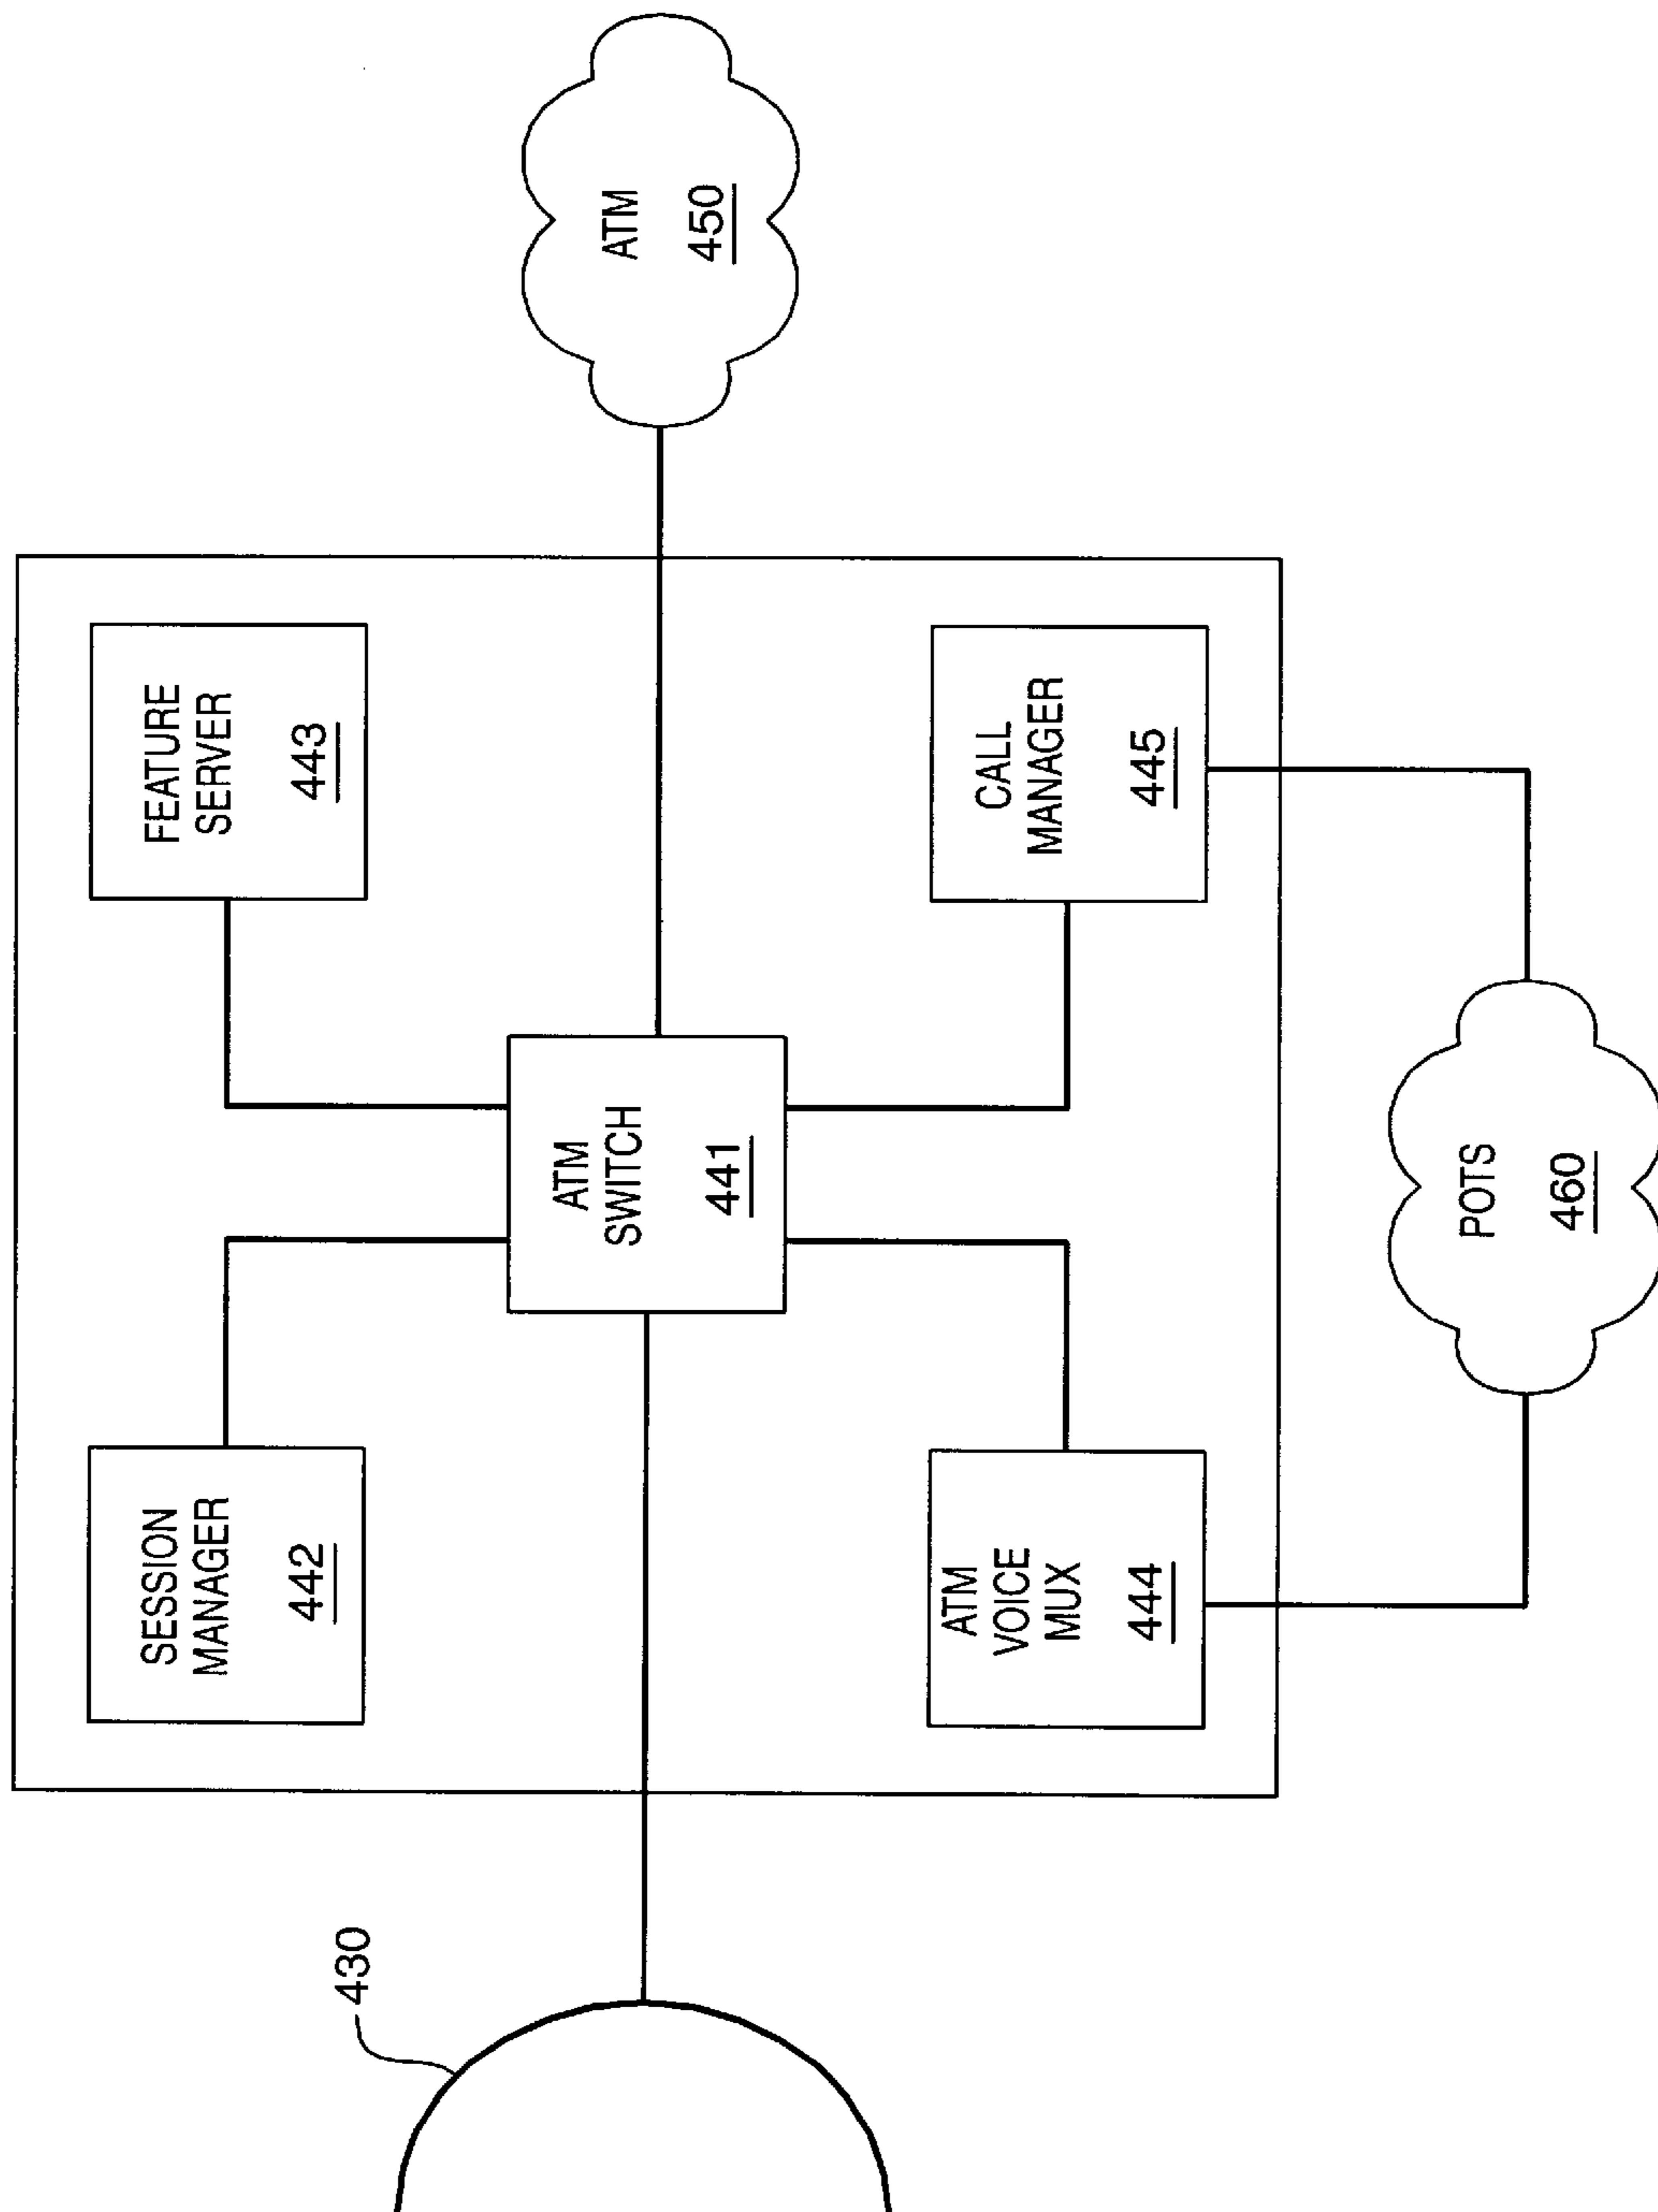 SESSION
MANAGER
442
FEATURE
SERVER
443
430
ATM
SWITCH
441
ATM
450
ATM
VOICE
MUX
444
CALL
MANAGER
445
POTS
460